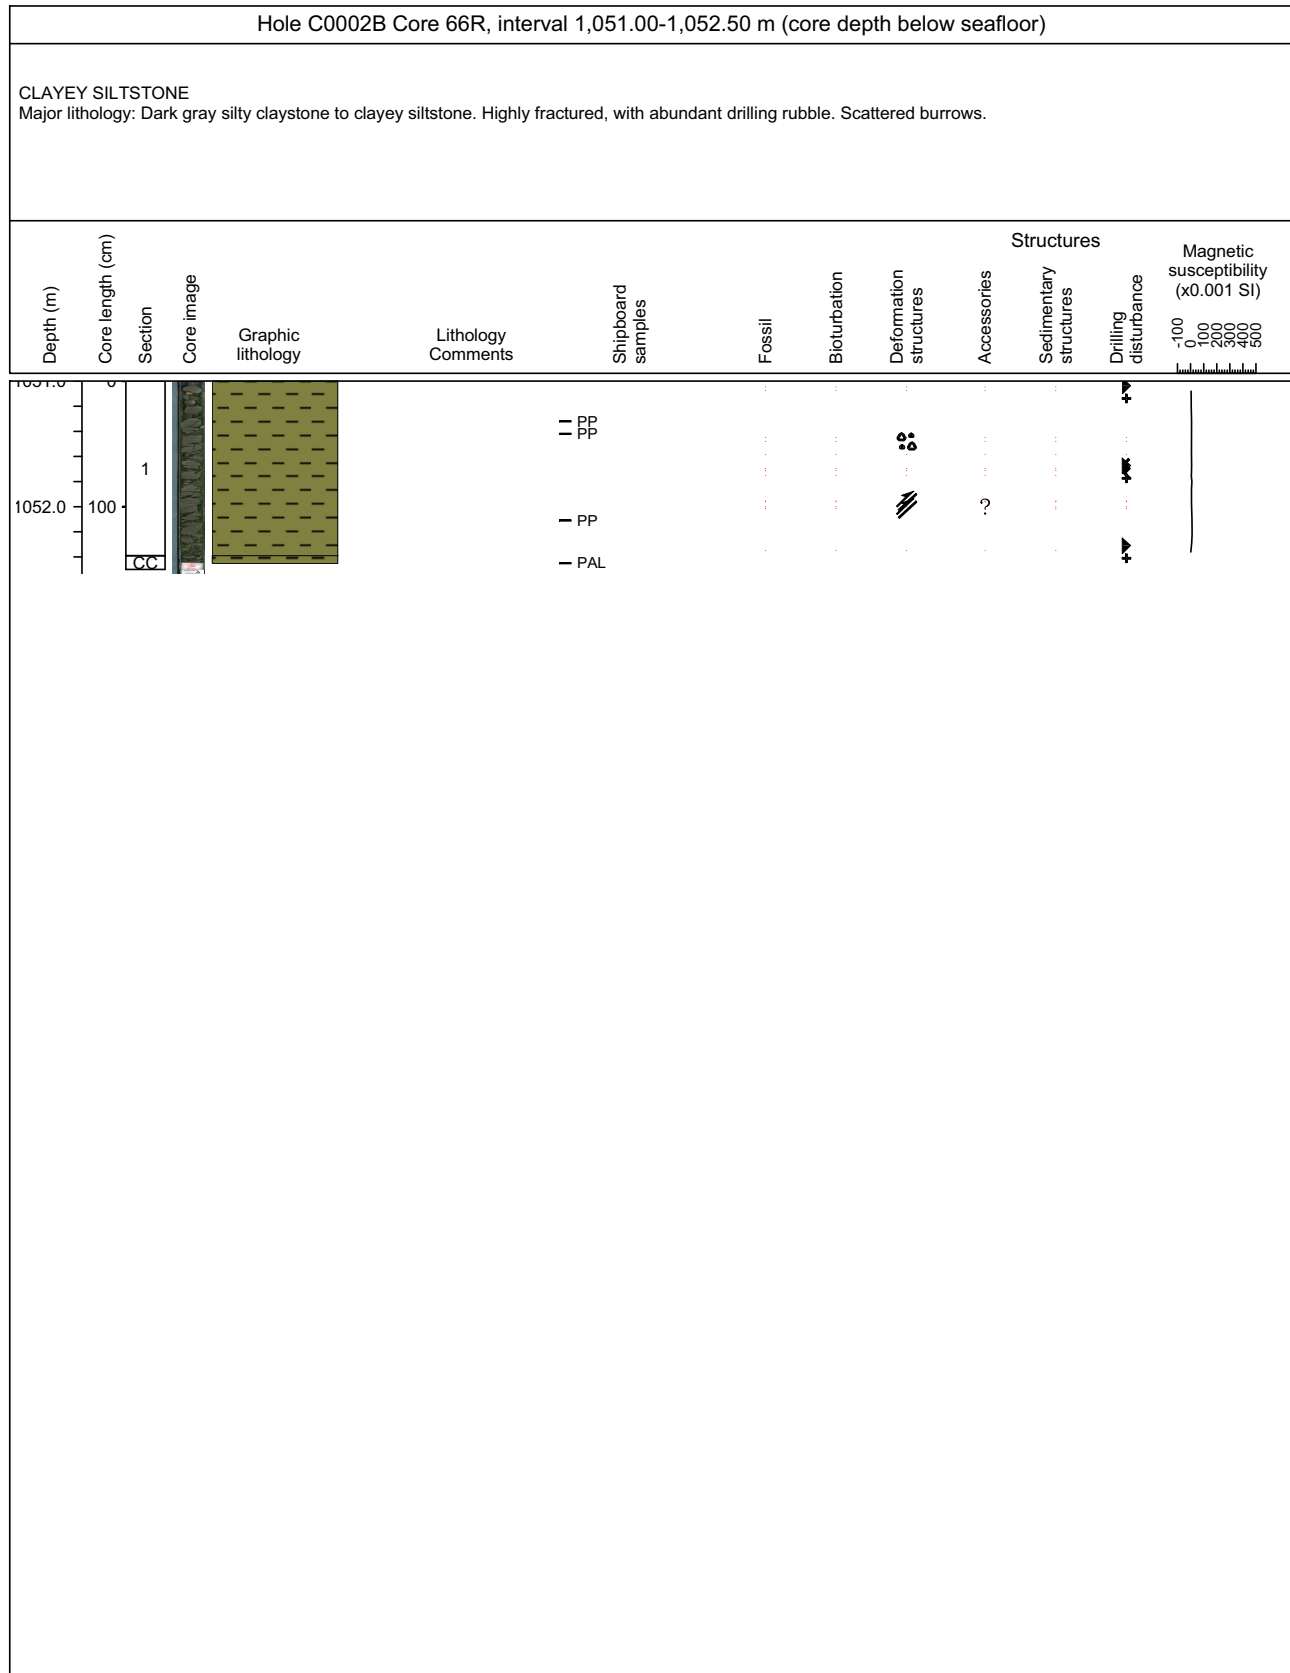 Hole C0002B Core 66R, interval 1,051.00-1,052.50 m (core depth below seafloor)
CLAYEY SILTSTONE
Major lithology: Dark gray silty claystone to clayey siltstone. Highly fractured, with abundant drilling rubble. Scattered burrows.
Depth (m)
Core length (cm)
Section
Core image
Graphic
lithology
Lithology
Comments
Shipboard
samples
Fossil
Bioturbation
Structures
Deformation
structures
Accessories
Sedimentary
structures
Drilling
disturbance
Magnetic
susceptibility
(x0.001 SI)
-100
0
100
200
300
400
500
1051.0
0
PP
PP
1
1052.0
100
?
PP
CC
PAL